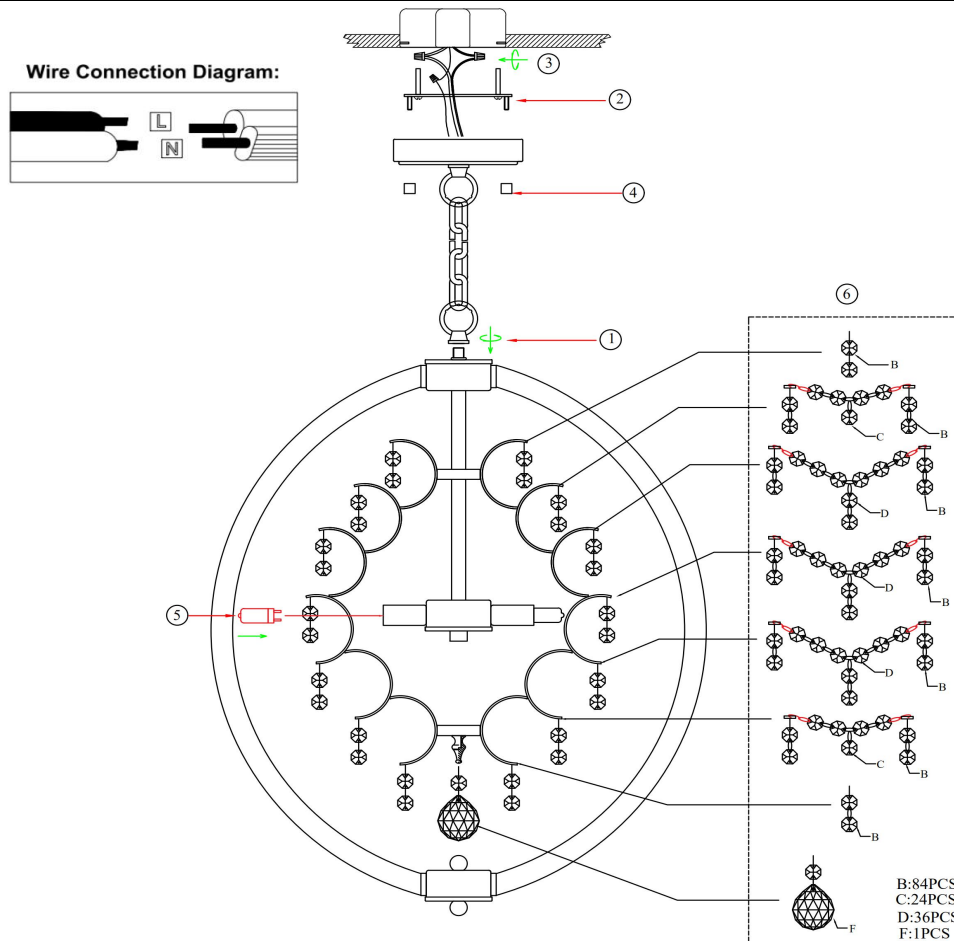 Wire Connection Diagram:
L
N
3
2
4
1
5
6
B
C
B
D
B
D
B
D
B
C
B
B
F
B:84PCS
C:24PCS
D:36PCS
F:1PCS